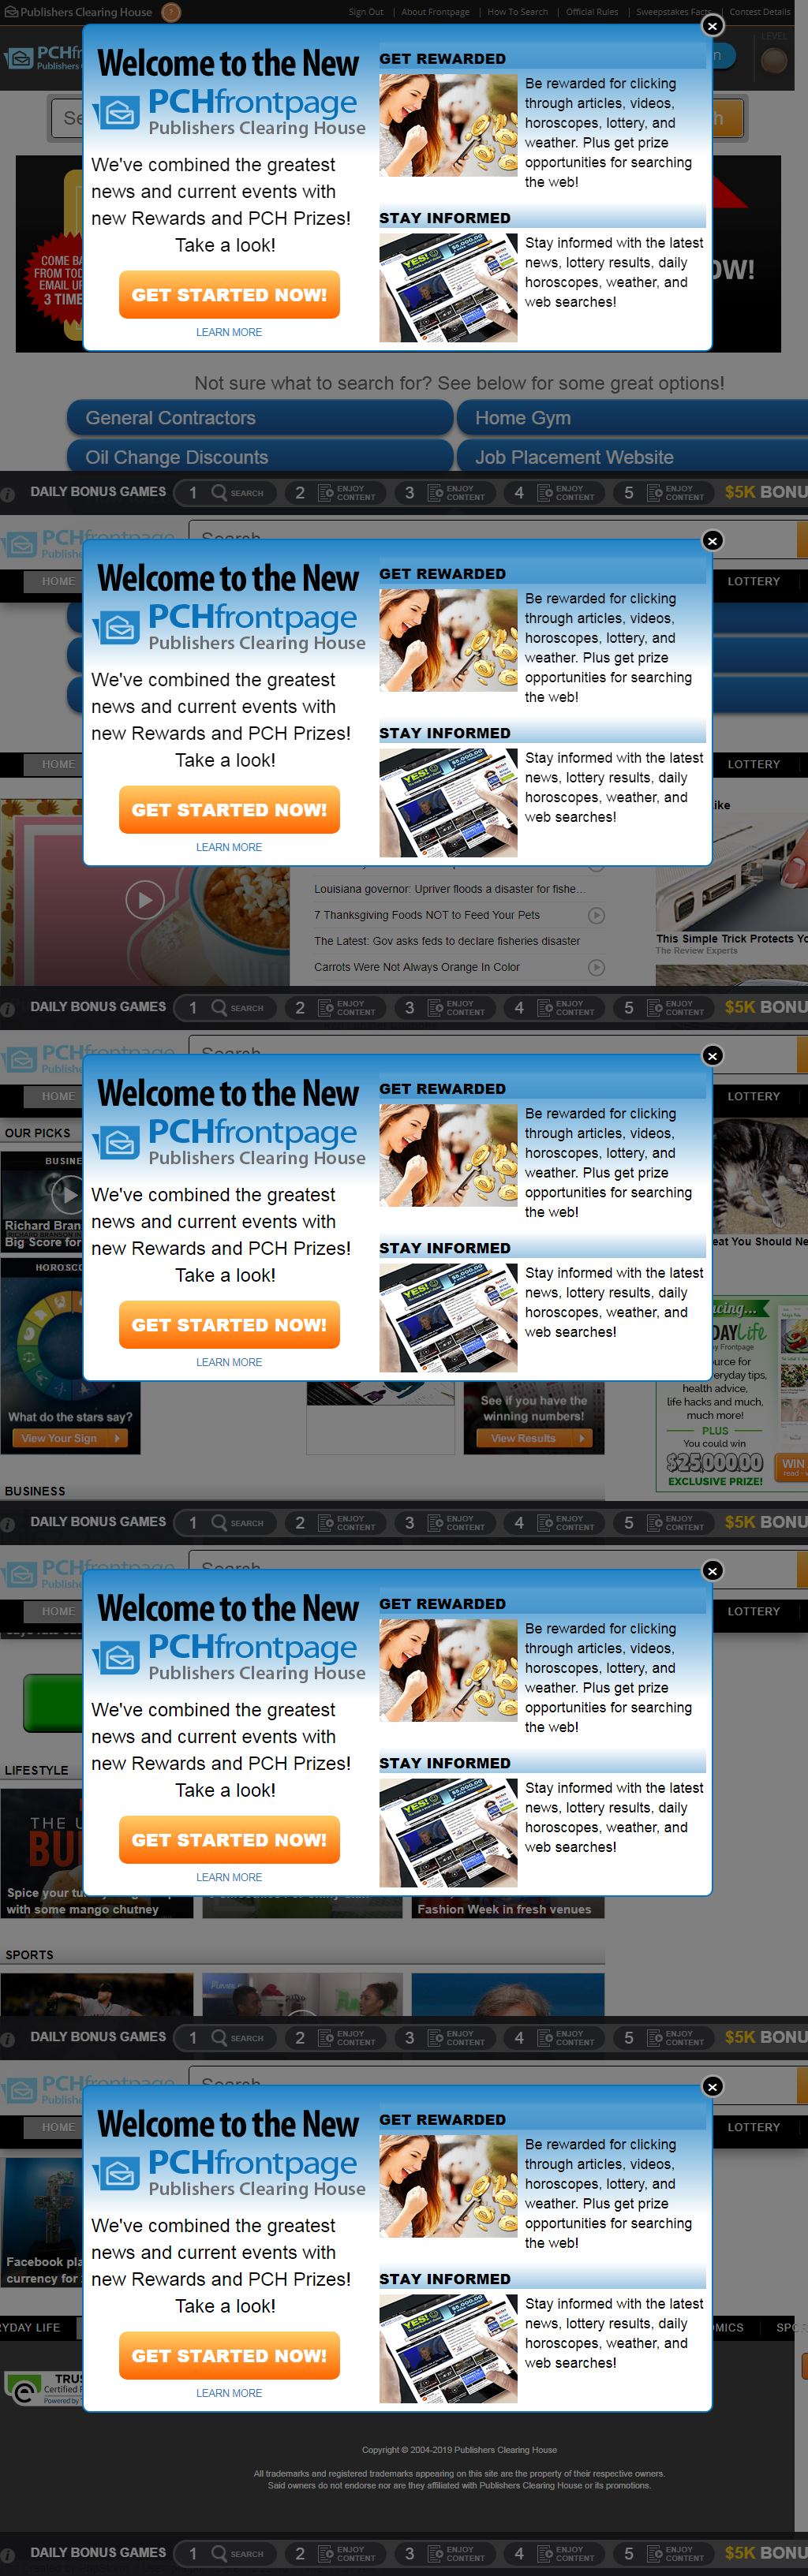 Publishers Clearing House
Sign Out | About Frontpage | How To Search | Official Rules | Sweepstakes Facts | Contest Details
LEVEL
Welcome to the New
PCHfrontpage
Publishers Clearing House
We've combined the greatest
news and current events with
new Rewards and PCH Prizes!
Take a look!
GET STARTED NOW!
LEARN MORE
GET REWARDED
Be rewarded for clicking
through articles, videos,
horoscopes, lottery, and
weather. Plus get prize
opportunities for searching
the web!
STAY INFORMED
Stay informed with the latest
news, lottery results, daily
horoscopes, weather, and
web searches!
COME BA
FROM TOD
EMAIL UP
3 TIME
OW!
Not sure what to search for? See below for some great options!
General Contractors
Home Gym
Oil Change Discounts
Job Placement Website
DAILY BONUS GAMES 1 SEARCH 2 ENJOY CONTENT 3 ENJOY CONTENT 4 ENJOY CONTENT 5 ENJOY CONTENT $5K BONU
PCHfrontpage
Search
HOME
LOTTERY
Welcome to the New
PCHfrontpage
Publishers Clearing House
We've combined the greatest
news and current events with
new Rewards and PCH Prizes!
Take a look!
GET STARTED NOW!
LEARN MORE
GET REWARDED
Be rewarded for clicking
through articles, videos,
horoscopes, lottery, and
weather. Plus get prize
opportunities for searching
the web!
STAY INFORMED
Stay informed with the latest
news, lottery results, daily
horoscopes, weather, and
web searches!
HOME
LOTTERY
ike
Louisiana governor: Upriver floods a disaster for fishe...
7 Thanksgiving Foods NOT to Feed Your Pets
The Latest: Gov asks feds to declare fisheries disaster
Carrots Were Not Always Orange In Color
This Simple Trick Protects Yo
The Review Experts
DAILY BONUS GAMES 1 SEARCH 2 ENJOY CONTENT 3 ENJOY CONTENT 4 ENJOY CONTENT 5 ENJOY CONTENT $5K BONU
PCHfrontpage
Search
HOME
LOTTERY
Welcome to the New
PCHfrontpage
Publishers Clearing House
We've combined the greatest
news and current events with
new Rewards and PCH Prizes!
Take a look!
GET STARTED NOW!
LEARN MORE
GET REWARDED
Be rewarded for clicking
through articles, videos,
horoscopes, lottery, and
weather. Plus get prize
opportunities for searching
the web!
STAY INFORMED
Stay informed with the latest
news, lottery results, daily
horoscopes, weather, and
web searches!
OUR PICKS
BUSINE
Richard Bran
Big Score for
HOROSC
What do the stars say?
View Your Sign
See if you have the
winning numbers!
View Results
eat You Should Ne
ucing...
DAYLife
by Frontpage
ource for
eryday tips,
health advice,
life hacks and much,
much more!
PLUS
You could win
$25,000.00
EXCLUSIVE PRIZE!
WIN
BUSINESS
DAILY BONUS GAMES 1 SEARCH 2 ENJOY CONTENT 3 ENJOY CONTENT 4 ENJOY CONTENT 5 ENJOY CONTENT $5K BONU
PCHfrontpage
Search
HOME
LOTTERY
Welcome to the New
PCHfrontpage
Publishers Clearing House
We've combined the greatest
news and current events with
new Rewards and PCH Prizes!
Take a look!
GET STARTED NOW!
LEARN MORE
GET REWARDED
Be rewarded for clicking
through articles, videos,
horoscopes, lottery, and
weather. Plus get prize
opportunities for searching
the web!
STAY INFORMED
Stay informed with the latest
news, lottery results, daily
horoscopes, weather, and
web searches!
LIFESTYLE
THE U
BU
Spice your tu
with some mango chutney
Fashion Week in fresh venues
SPORTS
DAILY BONUS GAMES 1 SEARCH 2 ENJOY CONTENT 3 ENJOY CONTENT 4 ENJOY CONTENT 5 ENJOY CONTENT $5K BONU
PCHfrontpage
Search
HOME
LOTTERY
Welcome to the New
PCHfrontpage
Publishers Clearing House
We've combined the greatest
news and current events with
new Rewards and PCH Prizes!
Take a look!
GET STARTED NOW!
LEARN MORE
GET REWARDED
Be rewarded for clicking
through articles, videos,
horoscopes, lottery, and
weather. Plus get prize
opportunities for searching
the web!
STAY INFORMED
Stay informed with the latest
news, lottery results, daily
horoscopes, weather, and
web searches!
Facebook pla
currency for
RYDAY LIFE
OMICS
SPO
TRUS
Certified
Powered by
Copyright © 2004-2019 Publishers Clearing House
All trademarks and registered trademarks appearing on this site are the property of their respective owners.
Said owners do not endorse nor are they affiliated with Publishers Clearing House or its promotions.
DAILY BONUS GAMES 1 SEARCH 2 ENJOY CONTENT 3 ENJOY CONTENT 4 ENJOY CONTENT 5 ENJOY CONTENT $5K BONU